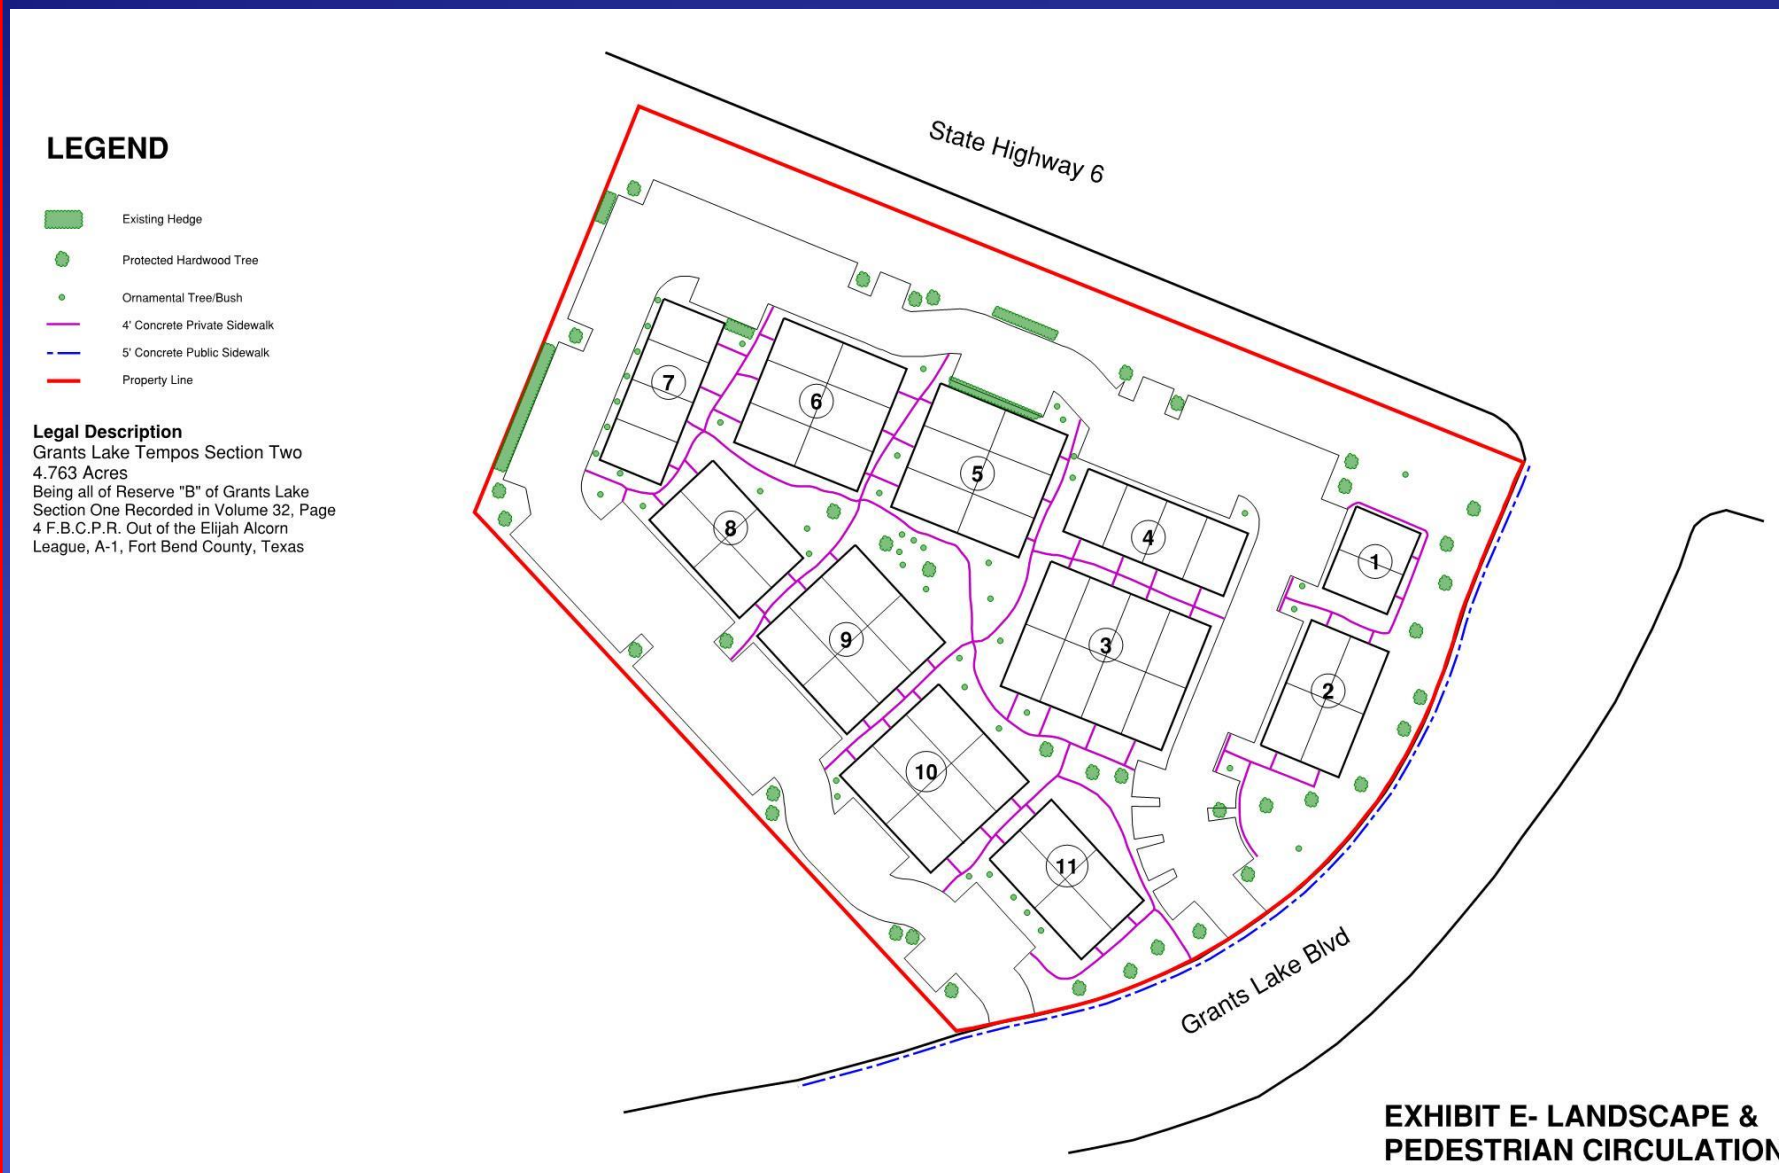 State Highway 6
LEGEND
Existing Hedge
Protected Hardwood Tree
Ornamental Tree/Bush
4' Concrete Private Sidewalk
5' Concrete Public Sidewalk
Property Line
Legal Description
Grants Lake Tempos Section Two
4.763 Acres
Being all of Reserve "B" of Grants Lake
Section One Recorded in Volume 32, Page
4 F.B.C.P.R. Out of the Elijah Alcorn
League, A-1, Fort Bend County, Texas
7
6
5
4
1
8
9
3
2
10
11
Grants Lake Blvd
EXHIBIT E- LANDSCAPE &
PEDESTRIAN CIRCULATION